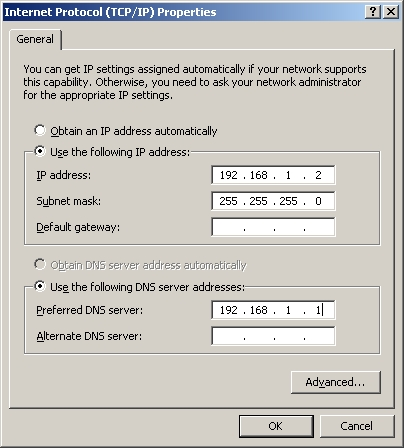 Internet Protocol (TCP/IP) Properties
General
You can get IP settings assigned automatically if your network supports
this capability. Otherwise, you need to ask your network administrator
for the appropriate IP settings.
Obtain an IP address automatically
Use the following IP address:
IP address: 192 . 168 . 1 . 2
Subnet mask: 255 . 255 . 255 . 0
Default gateway: . . .
Obtain DNS server address automatically
Use the following DNS server addresses:
Preferred DNS server: 192 . 168 . 1 . 1
Alternate DNS server: . . .
Advanced...
OK Cancel